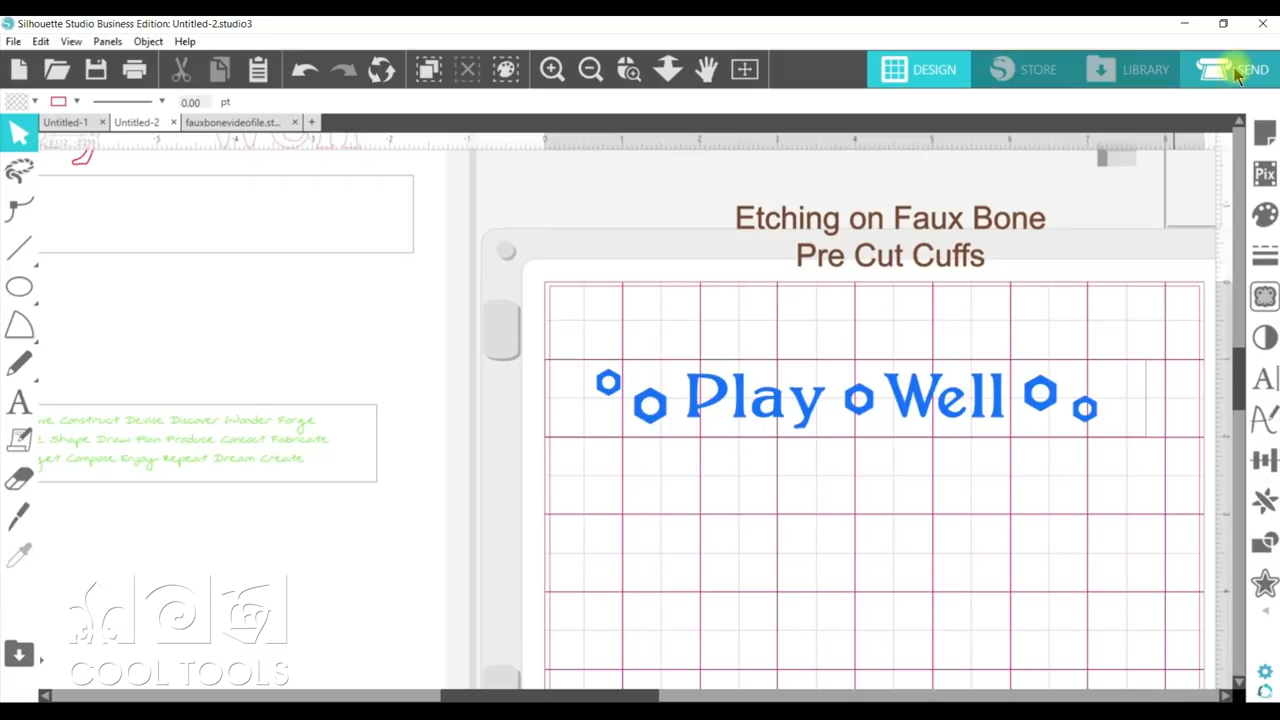 Silhouette Studio Business Edition: Untitled-2.studio3
File Edit View Panels Object Help
DESIGN STORE LIBRARY SEND
0.00 pt
Untitled-1 Untitled-2 fauxbonevideofile.st...
Etching on Faux Bone
Pre Cut Cuffs
Play Well
ve Construct Devise Discover Wonder Forge
Shape Draw Plan Produce Concoct Fabricate
get Compose Enjoy Repeat Dream Create
COOL TOOLS